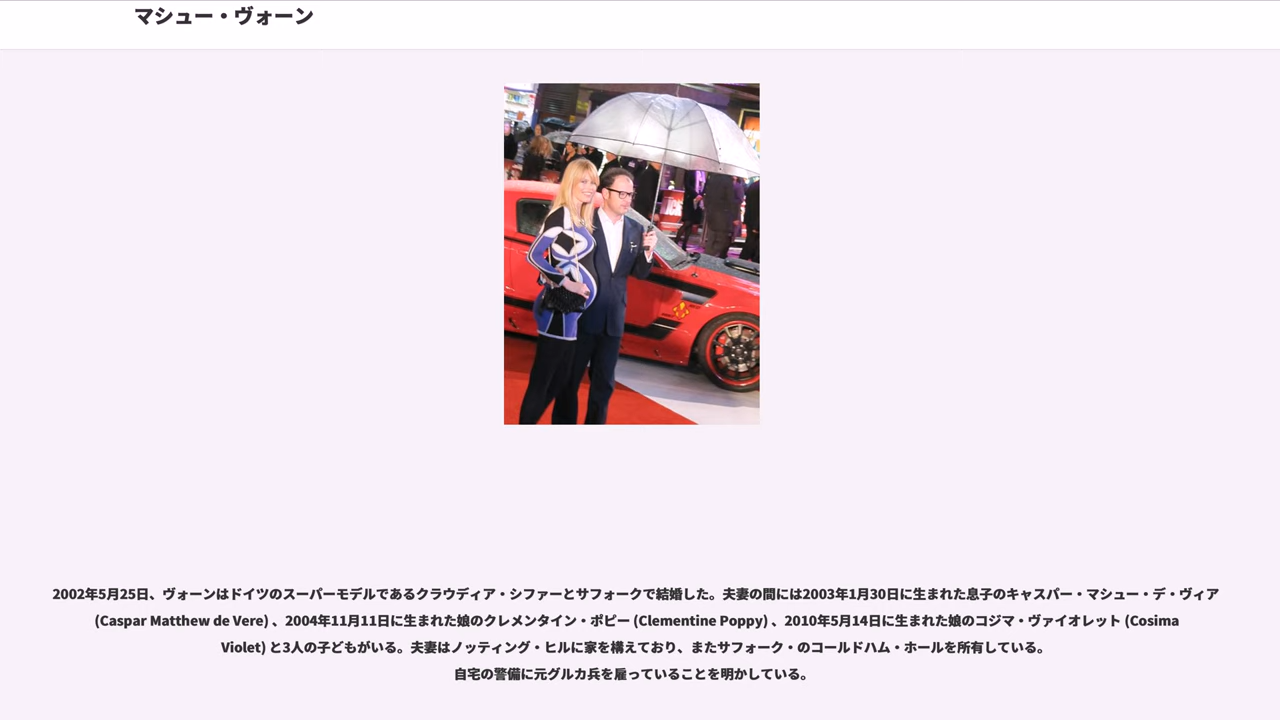 マシュー・ヴォーン
2002年5月25日、ヴォーンはドイツのスーパーモデルであるクラウディア・シファーとサフォークで結婚した。夫妻の間には2003年1月30日に生まれた息子のキャスパー・マシュー・デ・ヴィア
(Caspar Matthew de Vere) 、2004年11月11日に生まれた娘のクレメンタイン・ポピー (Clementine Poppy) 、2010年5月14日に生まれた娘のコジマ・ヴァイオレット (Cosima
Violet) と3人の子どもがいる。夫妻はノッティング・ヒルに家を構えており、またサフォーク・のコールドハム・ホールを所有している。
自宅の警備に元グルカ兵を雇っていることを明かしている。